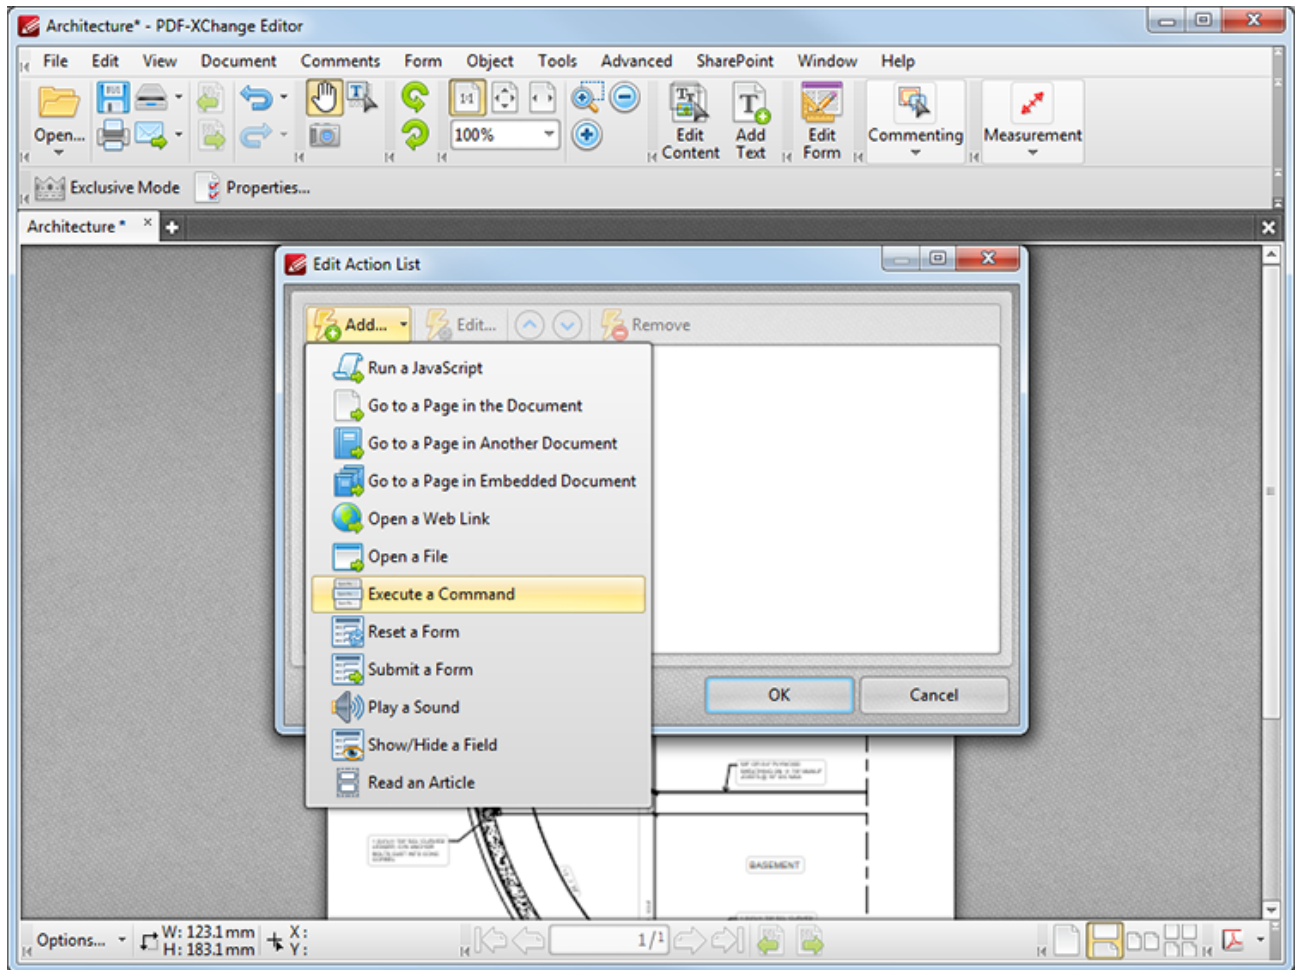 Architecture* - PDF-XChange Editor
File Edit View Document Comments Form Object Tools Advanced SharePoint Window Help
Open...
100%
Edit Content
Add Text
Edit Form
Commenting
Measurement
Exclusive Mode Properties...
Architecture *
Edit Action List
Add... Edit... Remove
Run a JavaScript
Go to a Page in the Document
Go to a Page in Another Document
Go to a Page in Embedded Document
Open a Web Link
Open a File
Execute a Command
Reset a Form
Submit a Form
Play a Sound
Show/Hide a Field
Read an Article
OK Cancel
BASEMENT
Options...
W: 123.1 mm
H: 183.1 mm
X:
Y:
1/1